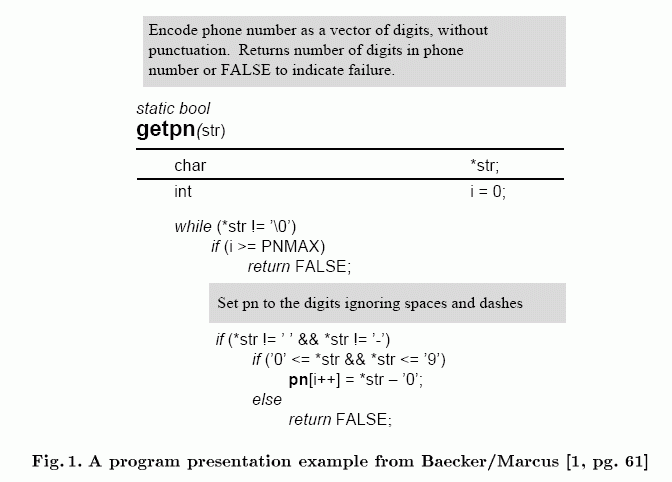 Encode phone number as a vector of digits, without
punctuation.  Returns number of digits in phone
number or FALSE to indicate failure.
static bool
getpn(str)
char *str;
int i = 0;
while (*str != '\0')
if (i >= PNMAX)
return FALSE;
Set pn to the digits ignoring spaces and dashes
if (*str != ' ' && *str != '-')
if ('0' <= *str && *str <= '9')
pn[i++] = *str – '0';
else
return FALSE;
Fig. 1. A program presentation example from Baecker/Marcus [1, pg. 61]